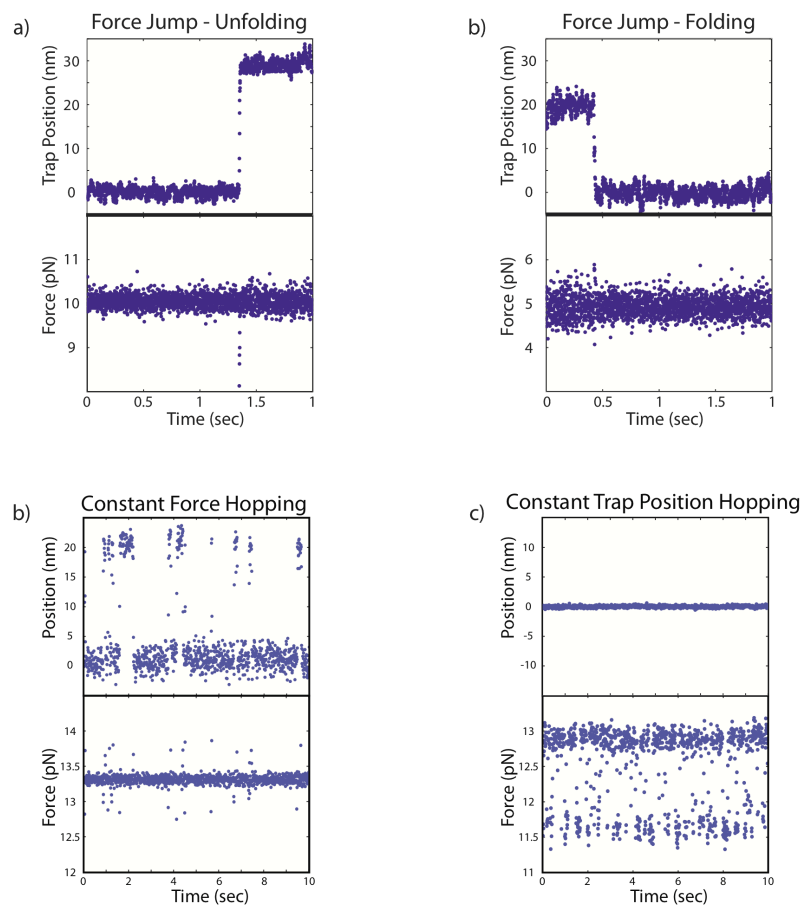 a)
Force Jump - Unfolding
Trap Position (nm)
30
20
10
0
Force (pN)
11
10
9
0
0.5
1
1.5
1
Time (sec)
b)
Force Jump - Folding
Trap Position (nm)
30
20
10
0
Force (pN)
6
5
4
0
0.5
1
1.5
1
Time (sec)
b)
Constant Force Hopping
Position (nm)
20
15
10
5
0
Force (pN)
14
13.5
13
12.5
12
0
2
4
6
8
10
Time (sec)
c)
Constant Trap Position Hopping
Position (nm)
10
5
0
-5
-10
Force (pN)
13
12.5
12
11.5
11
0
2
4
6
8
10
Time (sec)